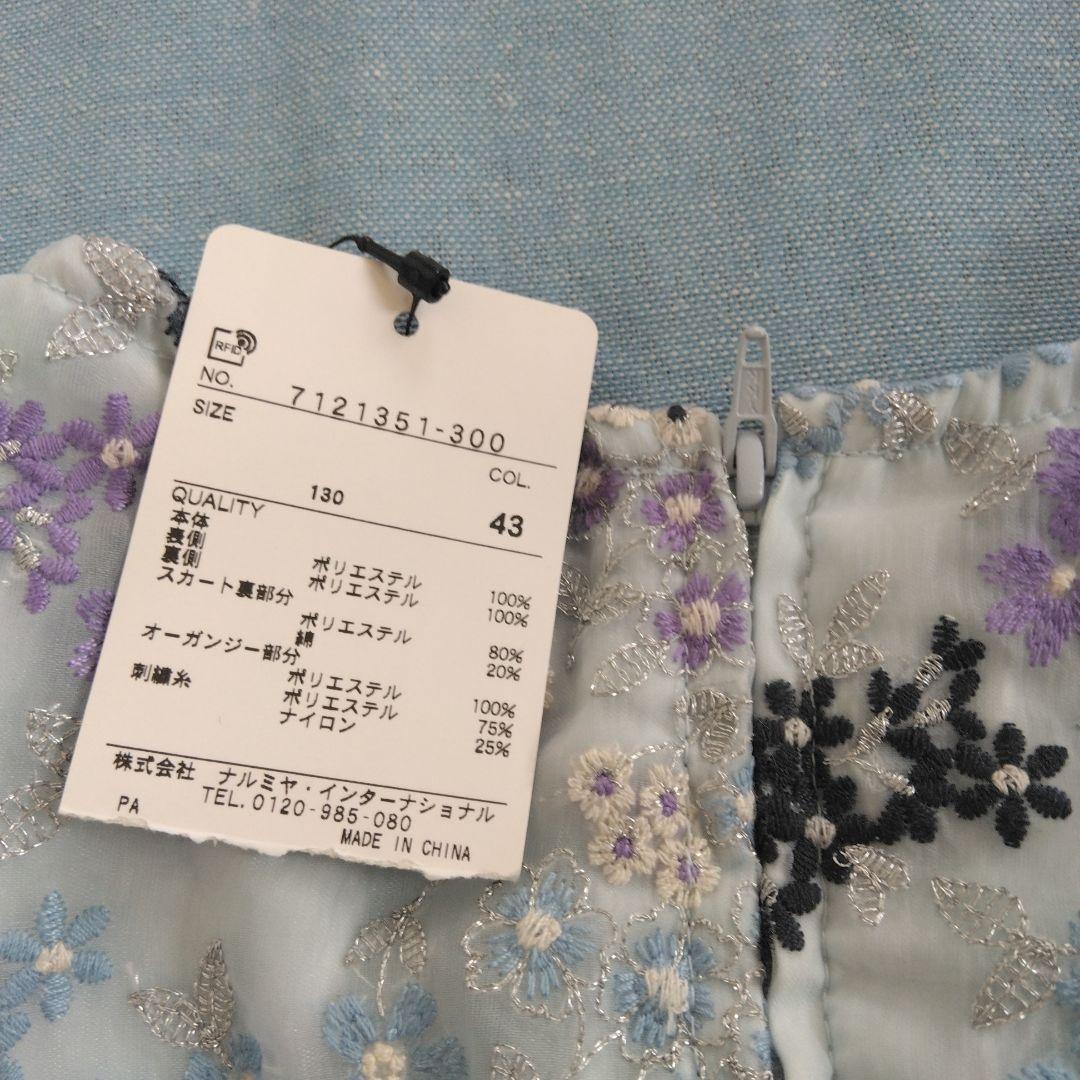 RFID
NO. 7121351-300
SIZE COL.
130 43
QUALITY
本体
表側 ポリエステル 100%
裏側 ポリエステル 100%
スカート裏部分
ポリエステル 80%
綿 20%
オーガンジー部分
ポリエステル 100%
刺繍糸 ポリエステル 75%
ナイロン 25%
株式会社 ナルミヤ・インターナショナル
TEL.0120-985-080
PA MADE IN CHINA